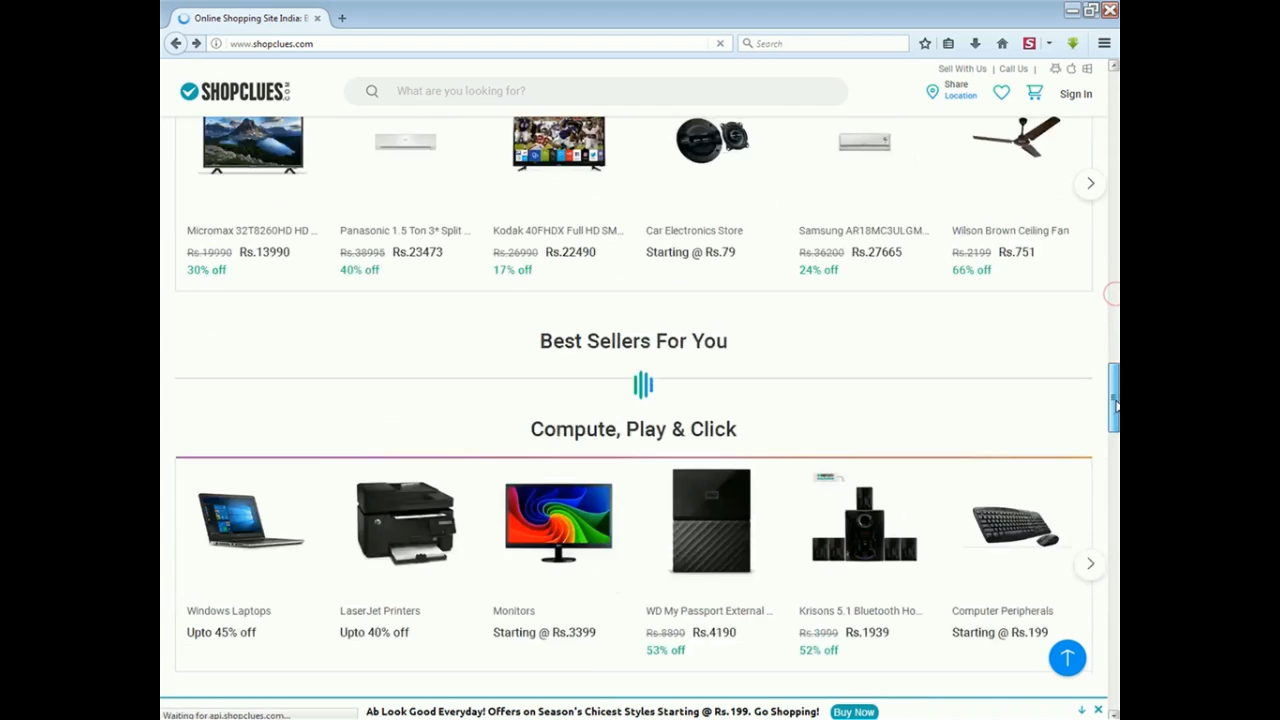 Online Shopping Site India: B
www.shopclues.com
Search
Sell With Us | Call Us |
SHOPCLUES.COM
What are you looking for?
Share
Location
Sign In
Micromax 32T8260HD HD ...
Rs.19990 Rs.13990
30% off
Panasonic 1.5 Ton 3* Split ...
Rs.38995 Rs.23473
40% off
Kodak 40FHDX Full HD SM...
Rs.26990 Rs.22490
17% off
Car Electronics Store
Starting @ Rs.79
Samsung AR18MC3ULGM...
Rs.36200 Rs.27665
24% off
Wilson Brown Ceiling Fan
Rs.2199 Rs.751
66% off
Best Sellers For You
Compute, Play & Click
Windows Laptops
Upto 45% off
LaserJet Printers
Upto 40% off
Monitors
Starting @ Rs.3399
WD My Passport External ...
Rs.8890 Rs.4190
53% off
Krisons 5.1 Bluetooth Ho...
Rs.3999 Rs.1939
52% off
Computer Peripherals
Starting @ Rs.199
Ab Look Good Everyday! Offers on Season's Chicest Styles Starting @ Rs.199. Go Shopping! Buy Now
Waiting for api.shopclues.com...